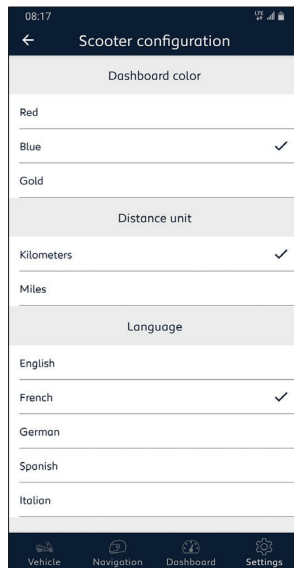 08:17 LTE
Scooter configuration
Dashboard color
Red
Blue
Gold
Distance unit
Kilometers
Miles
Language
English
French
German
Spanish
Italian
Vehicle Navigation Dashboard Settings